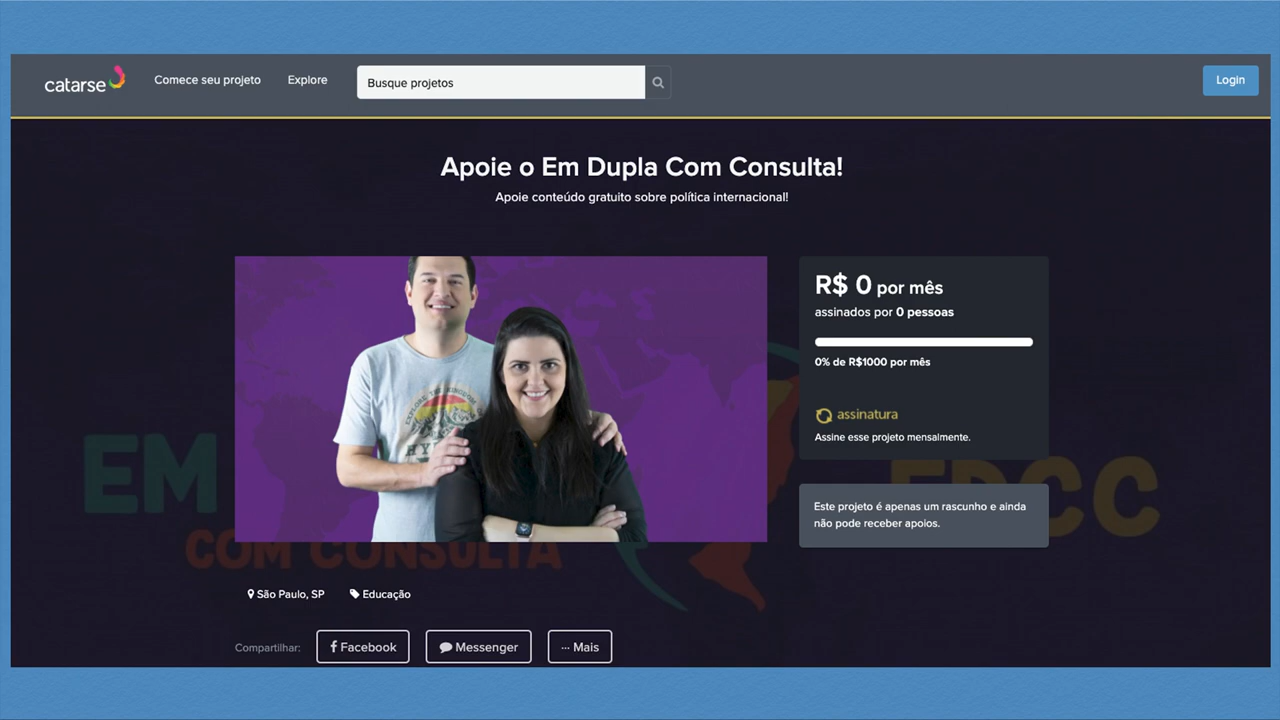 catarse
Comece seu projeto
Explore
Busque projetos
Login
Apoie o Em Dupla Com Consulta!
Apoie conteúdo gratuito sobre política internacional!
R$ 0 por mês
assinados por 0 pessoas
0% de R$1000 por mês
assinatura
Assine esse projeto mensalmente.
Este projeto é apenas um rascunho e ainda
não pode receber apoios.
EM
COM CONSULTA
EDCC
São Paulo, SP
Educação
Compartilhar:
Facebook
Messenger
··· Mais